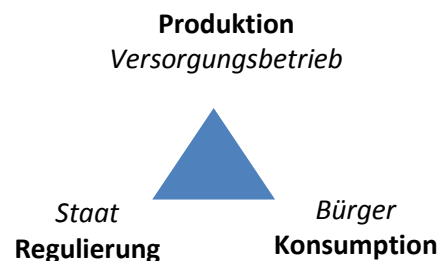 Produktion
Versorgungsbetrieb
Staat
Regulierung
Bürger
Konsumption